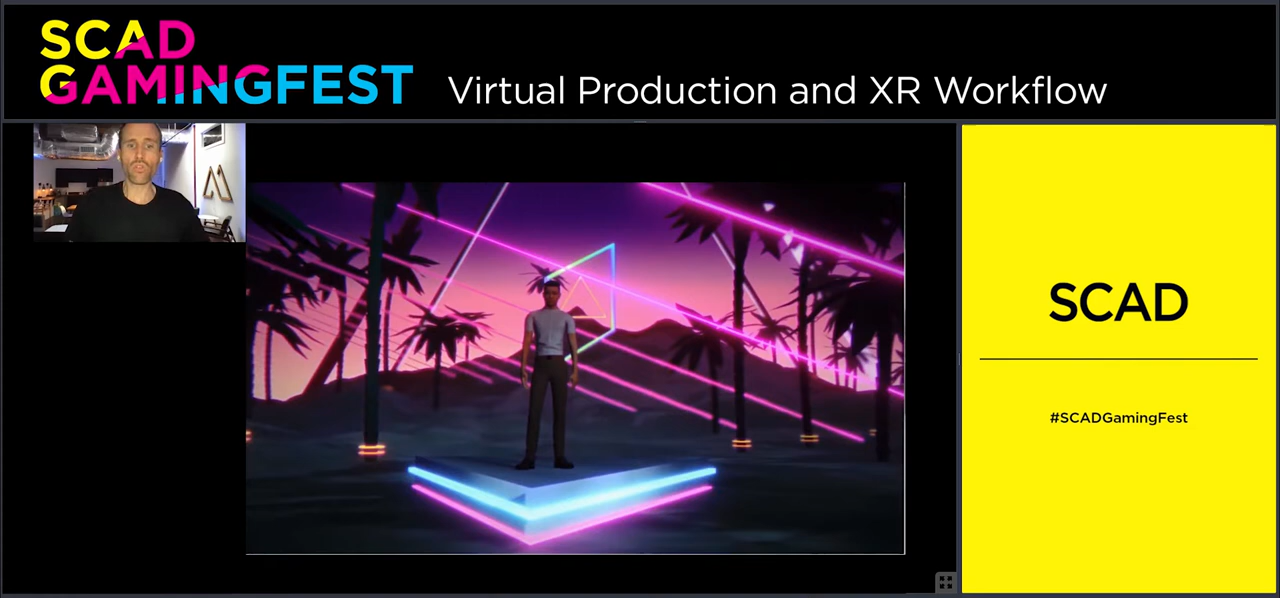 SCAD
GAMINGFEST
Virtual Production and XR Workflow
SCAD
#SCADGamingFest